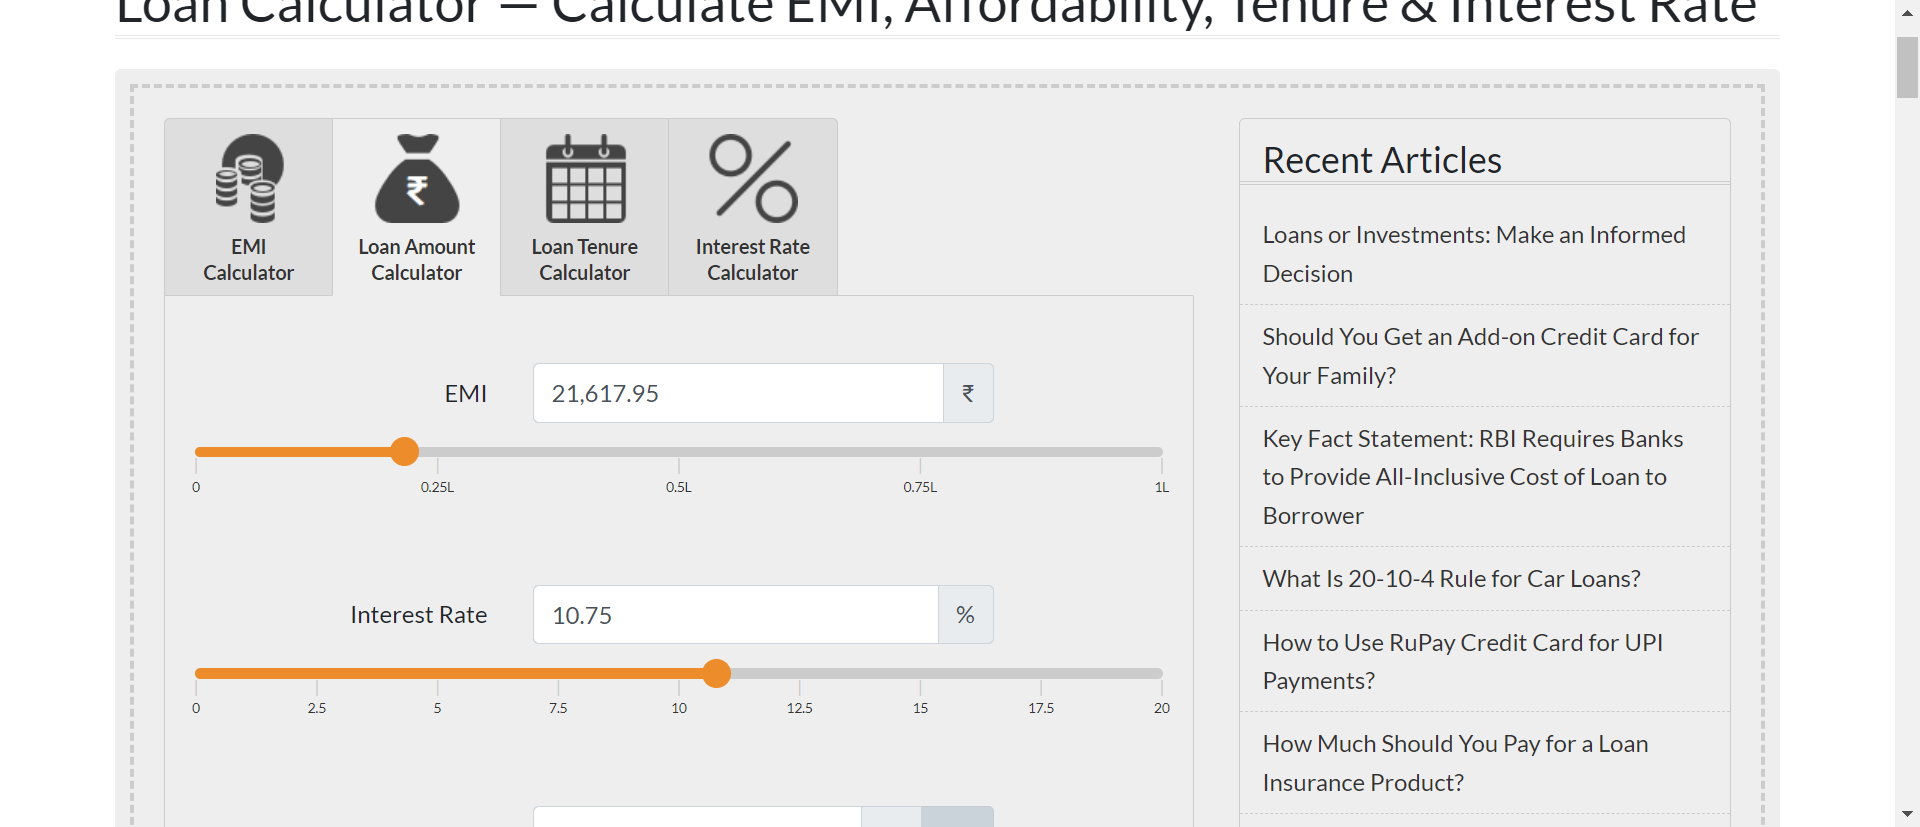 Loan Calculator — Calculate EMI, Affordability, Tenure & Interest Rate
EMI
Calculator
₹
Loan Amount
Calculator
Loan Tenure
Calculator
Interest Rate
Calculator
EMI
21,617.95
₹
0
0.25L
0.5L
0.75L
1L
Interest Rate
10.75
%
0
2.5
5
7.5
10
12.5
15
17.5
20
Recent Articles
Loans or Investments: Make an Informed
Decision
Should You Get an Add-on Credit Card for
Your Family?
Key Fact Statement: RBI Requires Banks
to Provide All-Inclusive Cost of Loan to
Borrower
What Is 20-10-4 Rule for Car Loans?
How to Use RuPay Credit Card for UPI
Payments?
How Much Should You Pay for a Loan
Insurance Product?